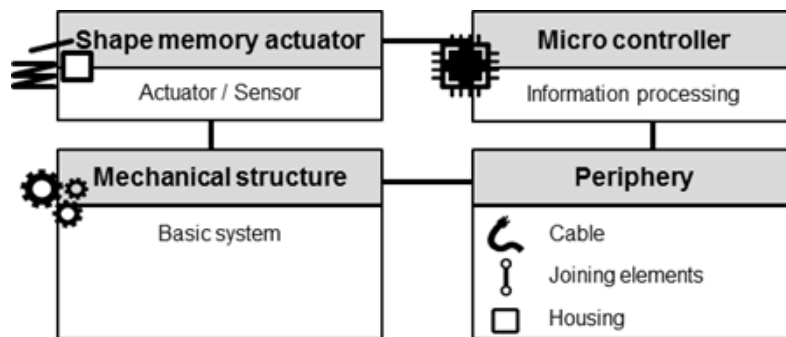 Shape memory actuator
Actuator / Sensor
Micro controller
Information processing
Mechanical structure
Basic system
Periphery
Cable
Joining elements
Housing